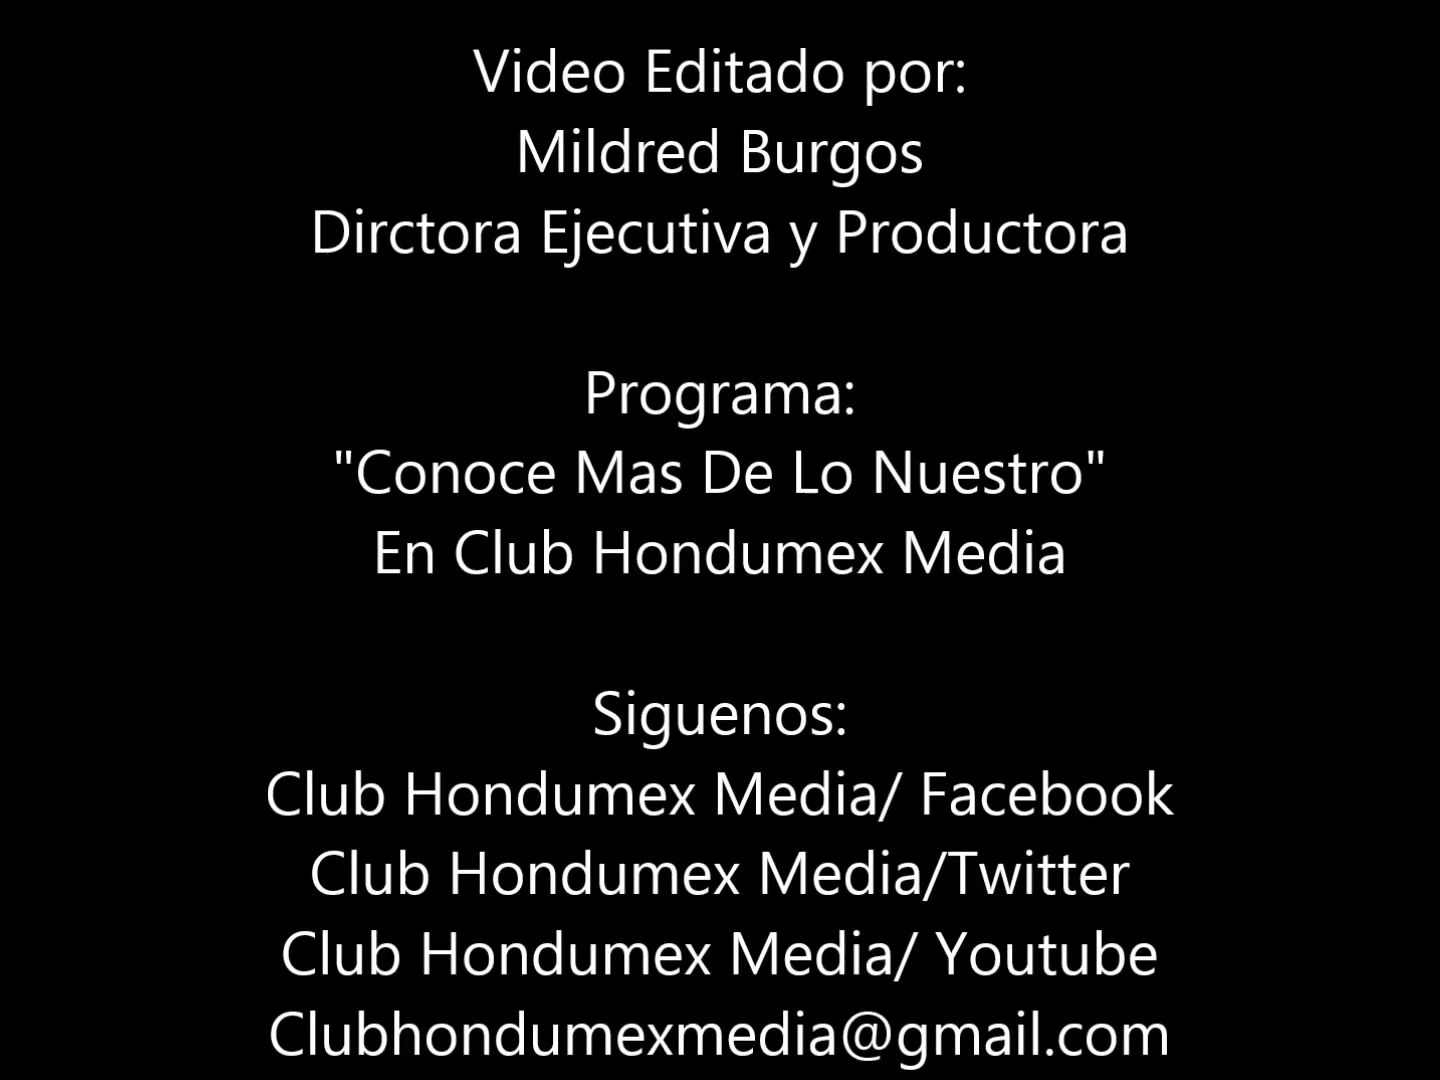 Video Editado por:
Mildred Burgos
Dirctora Ejecutiva y Productora
Programa:
"Conoce Mas De Lo Nuestro"
En Club Hondumex Media
Siguenos:
Club Hondumex Media/ Facebook
Club Hondumex Media/Twitter
Club Hondumex Media/ Youtube
Clubhondumexmedia@gmail.com